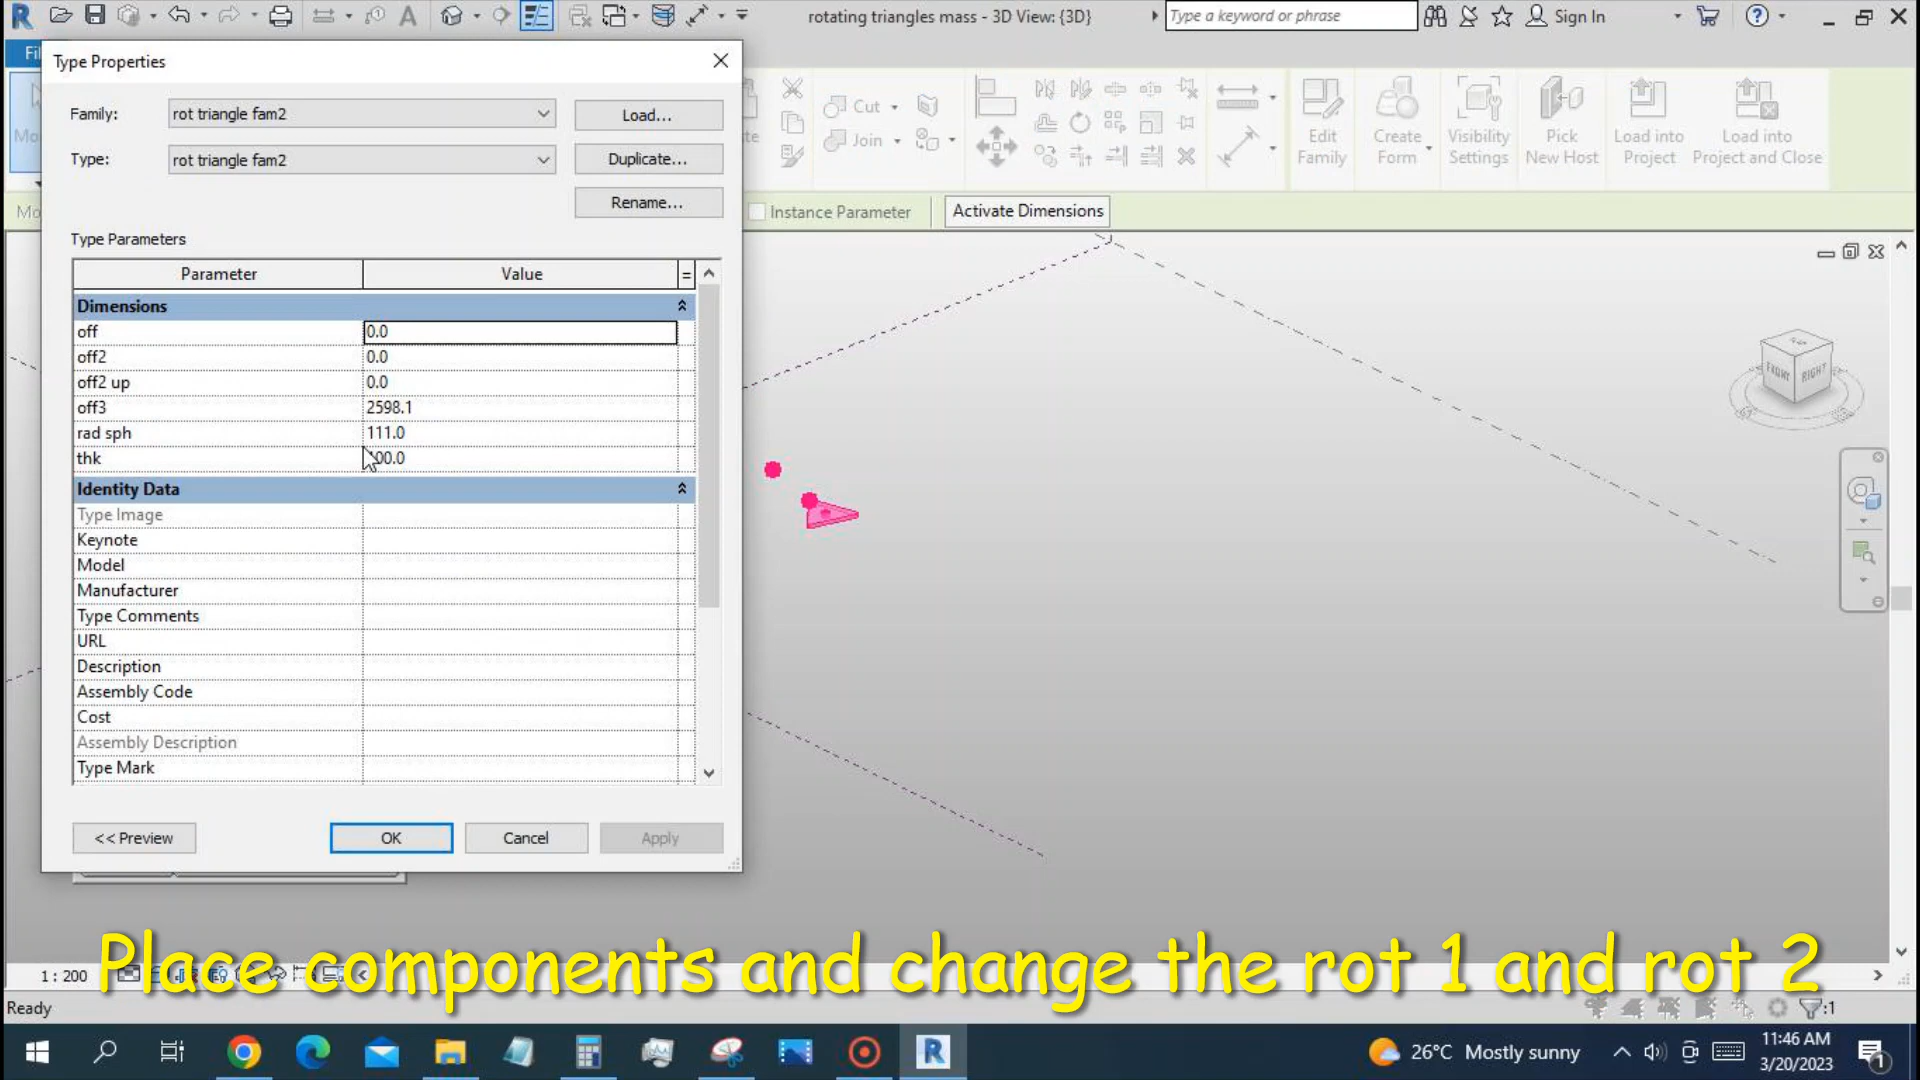 rotating triangles mass - 3D View: {3D}
Type a keyword or phrase
Sign In
Type Properties
Family:
rot triangle fam2
Load...
Type:
rot triangle fam2
Duplicate...
Rename...
Type Parameters
Parameter
Value
=
Dimensions
off
0.0
off2
0.0
off2 up
0.0
off3
2598.1
rad sph
111.0
thk
Identity Data
Type Image
Keynote
Model
Manufacturer
Type Comments
URL
Description
Assembly Code
Cost
Assembly Description
Type Mark
<< Preview
OK
Cancel
Apply
Cut
Join
Edit
Family
Create
Form
Visibility
Settings
Pick
New Host
Load into
Project
Load into
Project and Close
Instance Parameter
Activate Dimensions
FRONT
RIGHT
Place components and change the rot 1 and rot 2
1 : 200
Ready
:1
26°C Mostly sunny
11:46 AM
3/20/2023
1